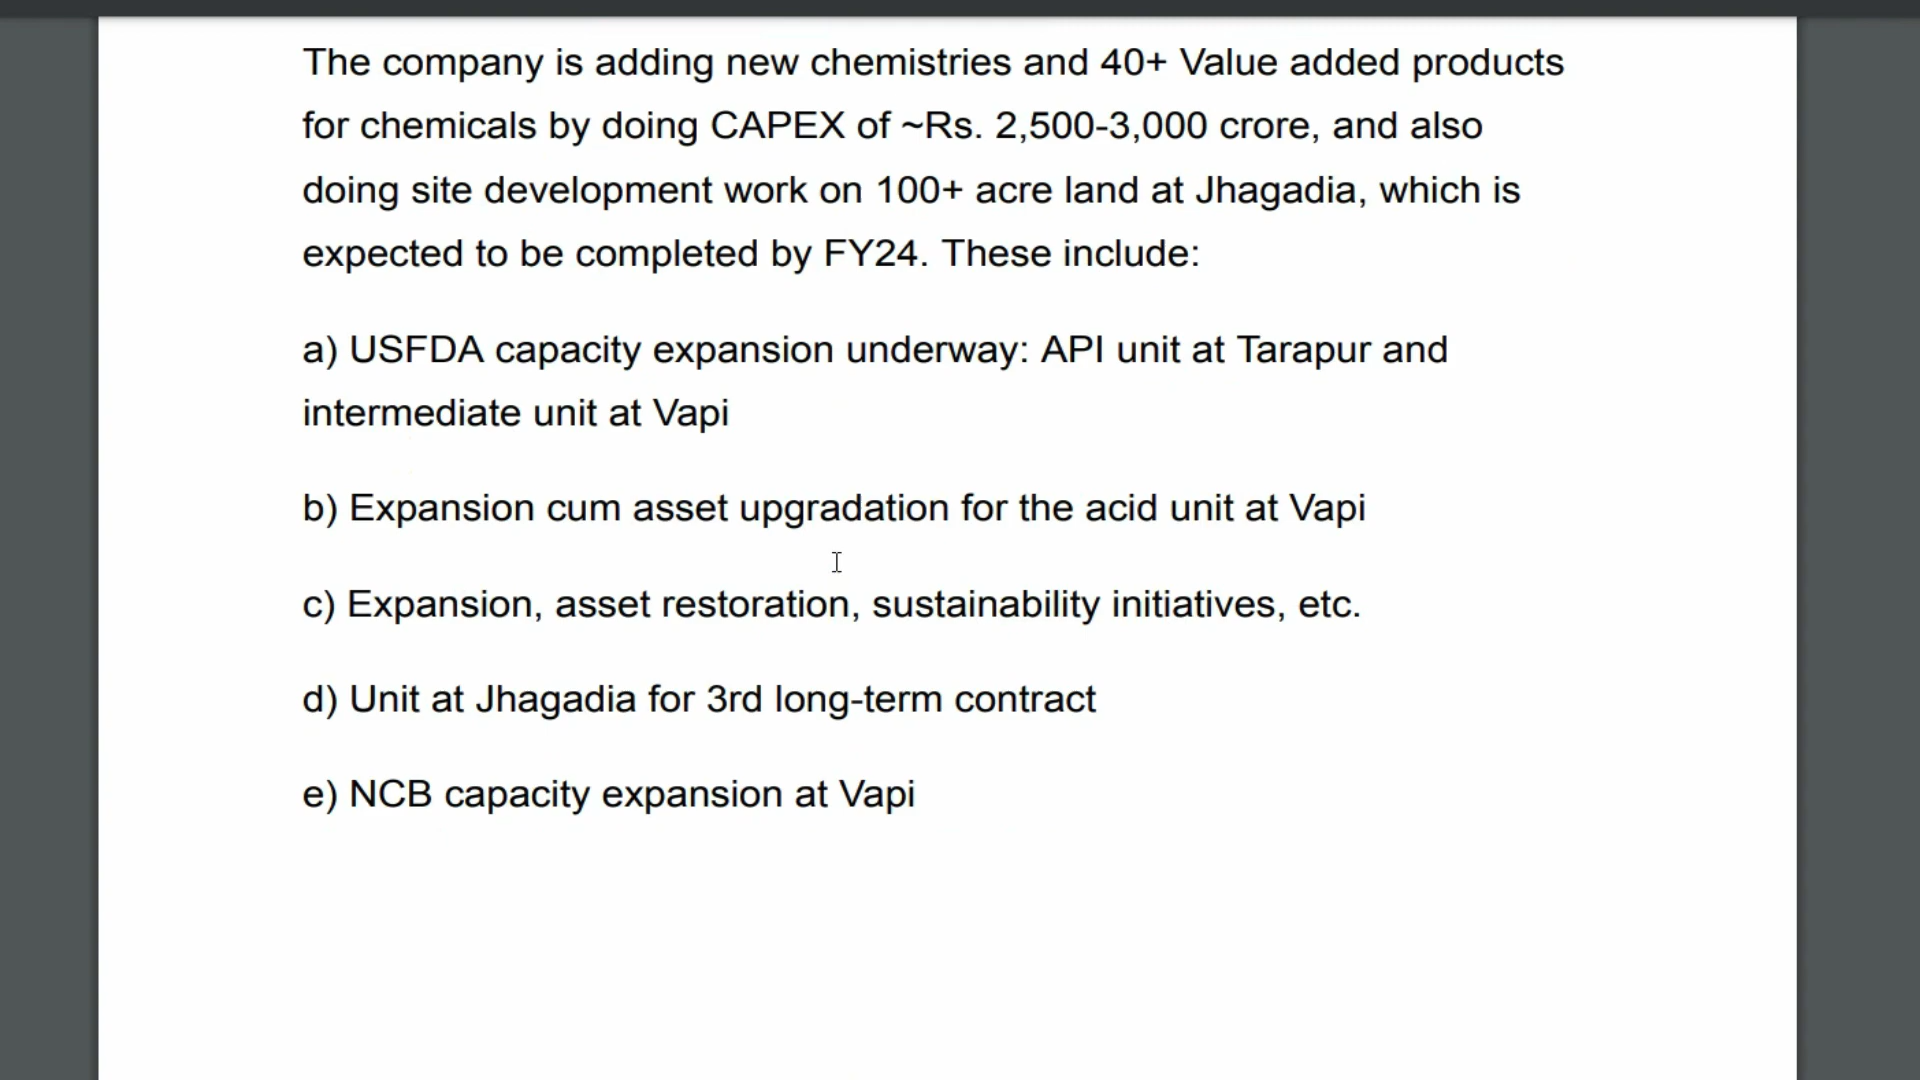 The company is adding new chemistries and 40+ Value added products
for chemicals by doing CAPEX of ~Rs. 2,500-3,000 crore, and also
doing site development work on 100+ acre land at Jhagadia, which is
expected to be completed by FY24. These include:
a) USFDA capacity expansion underway: API unit at Tarapur and
intermediate unit at Vapi
b) Expansion cum asset upgradation for the acid unit at Vapi
c) Expansion, asset restoration, sustainability initiatives, etc.
d) Unit at Jhagadia for 3rd long-term contract
e) NCB capacity expansion at Vapi